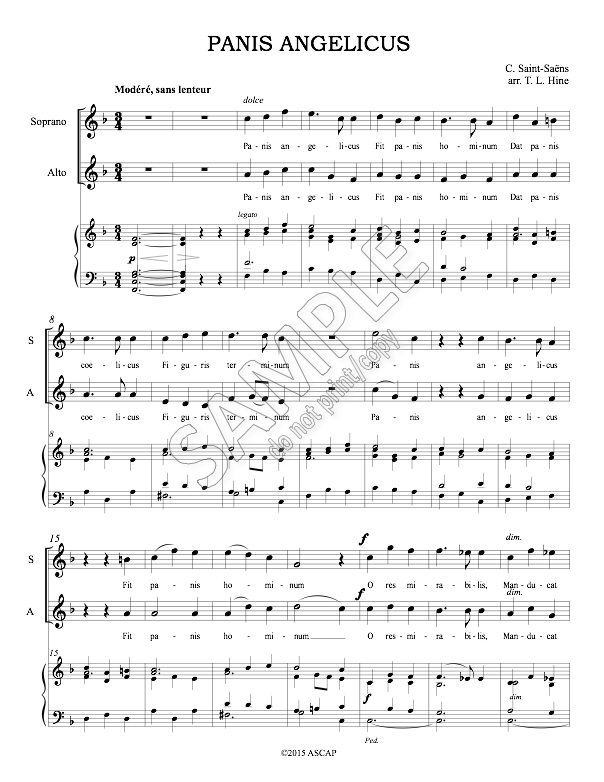 PANIS ANGELICUS
C. Saint-Saëns
arr. T. L. Hine
Modéré, sans lenteur
dolce
Soprano
Pa-nis an-ge-li-cus Fit pa-nis ho-mi-num Dat pa-nis
Alto
Pa-nis an-ge-li-cus Fit pa-nis ho-mi-num Dat pa-nis
legato
p
SAMPLE
do not print/copy
8
S
coe-li-cus Fi-gu-ris ter-mi-num Pa-nis an-ge-li-cus
A
coe-li-cus Fi-gu-ris ter-mi-num Pa-nis an-ge-li-cus
8
15
f
dim.
S
Fit pa-nis ho-mi-num O res mi-ra-bi-lis, Man-du-cat
f
dim.
A
Fit pa-nis ho-mi-num O res-mi-ra-bi-lis, Man-du-cat
15
f
dim.
Ped.
©2015 ASCAP